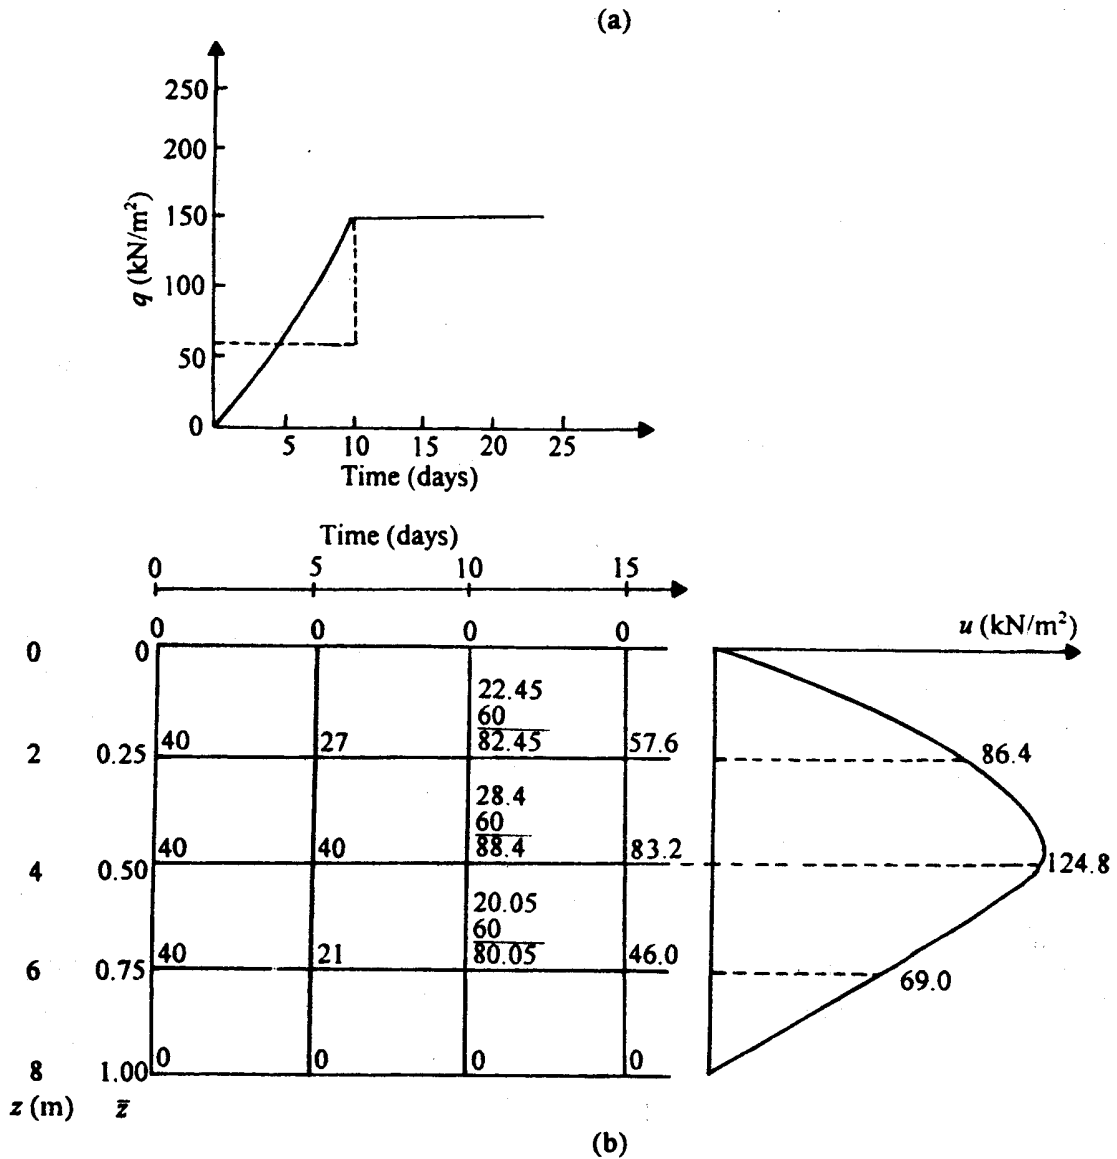 (a)
250
200
150
100
50
0
q (kN/m²)
5 10 15 20 25
Time (days)
Time (days)
0 5 10 15
0 0 0 0
u (kN/m²)
0 0
22.45
60
2 0.25 40 27 82.45 57.6 86.4
28.4
60
4 0.50 40 40 88.4 83.2 124.8
20.05
60
6 0.75 40 21 80.05 46.0 69.0
8 1.00 0 0 0 0
z (m) z̄
(b)